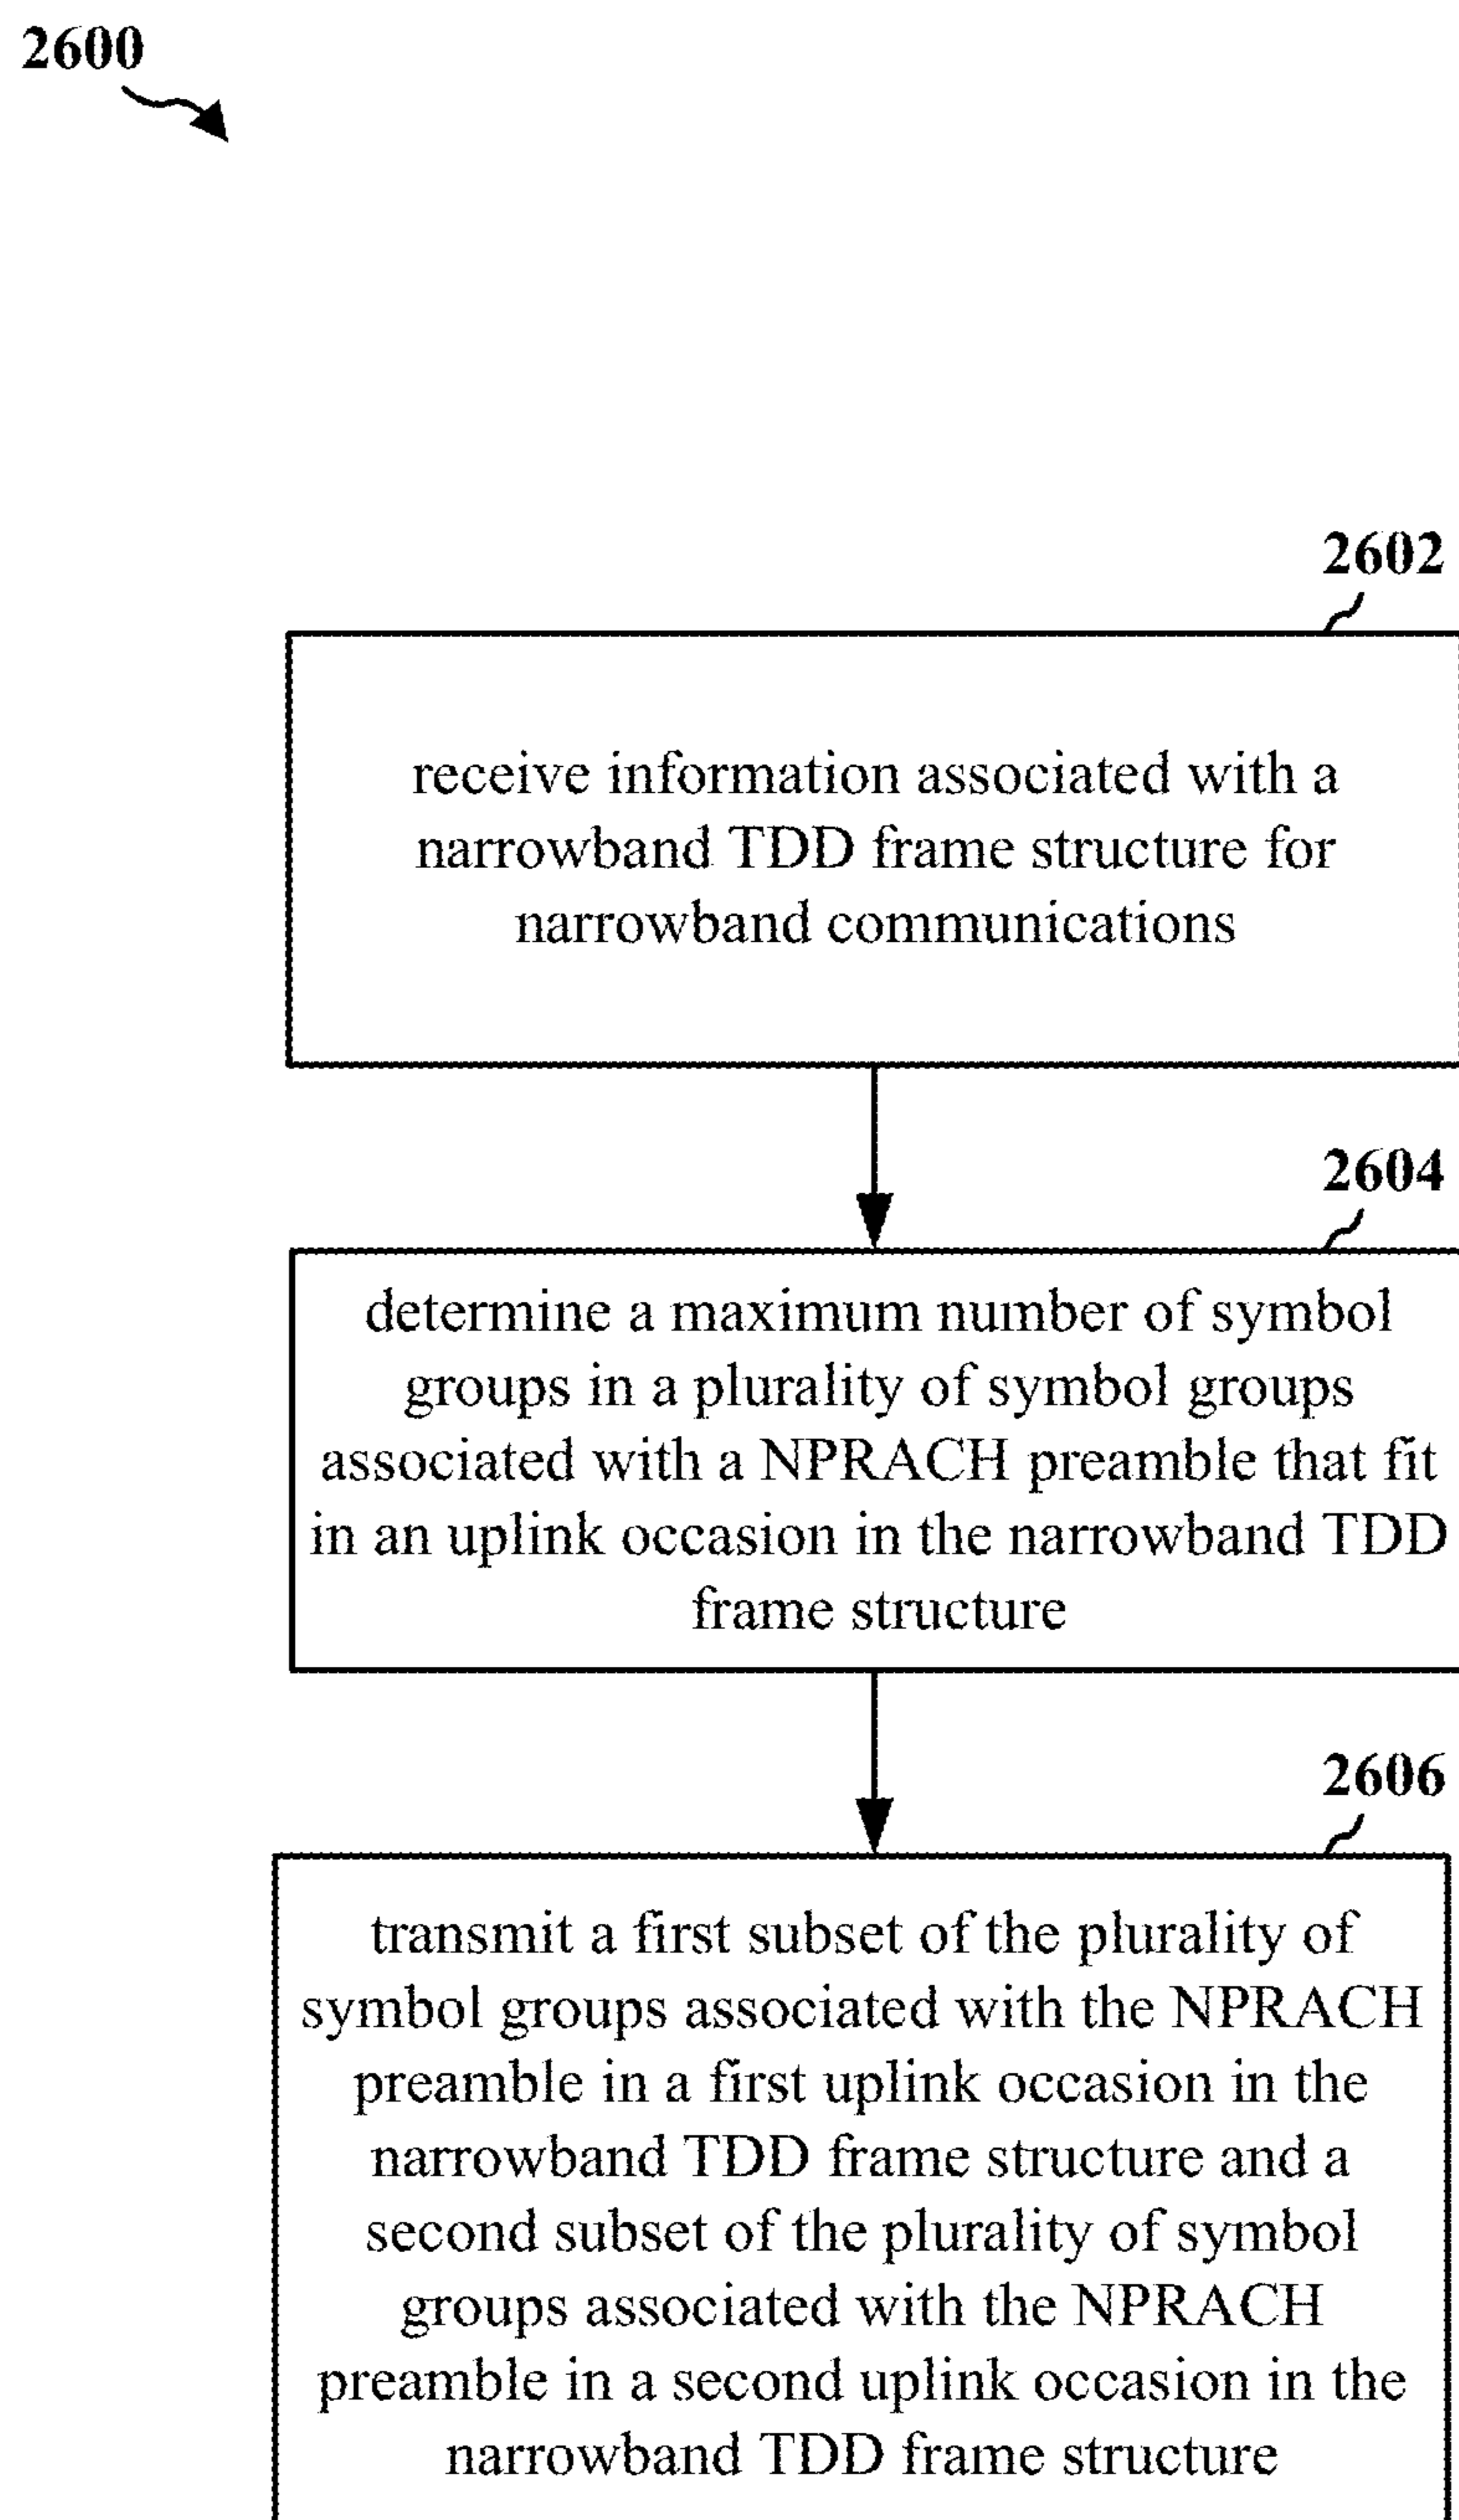 2600
2602
receive information associated with a
narrowband TDD frame structure for
narrowband communications
2604
determine a maximum number of symbol
groups in a plurality of symbol groups
associated with a NPRACH preamble that fit
in an uplink occasion in the narrowband TDD
frame structure
2606
transmit a first subset of the plurality of
symbol groups associated with the NPRACH
preamble in a first uplink occasion in the
narrowband TDD frame structure and a
second subset of the plurality of symbol
groups associated with the NPRACH
preamble in a second uplink occasion in the
narrowband TDD frame structure